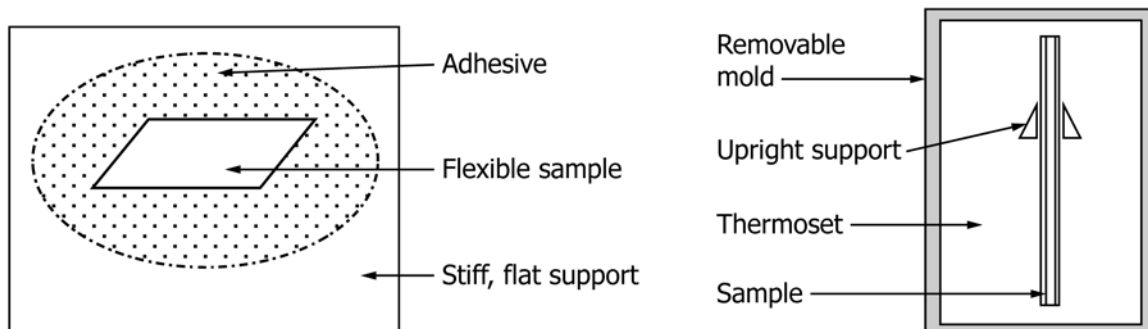 Adhesive
Flexible sample
Stiff, flat support
Removable
mold
Upright support
Thermoset
Sample